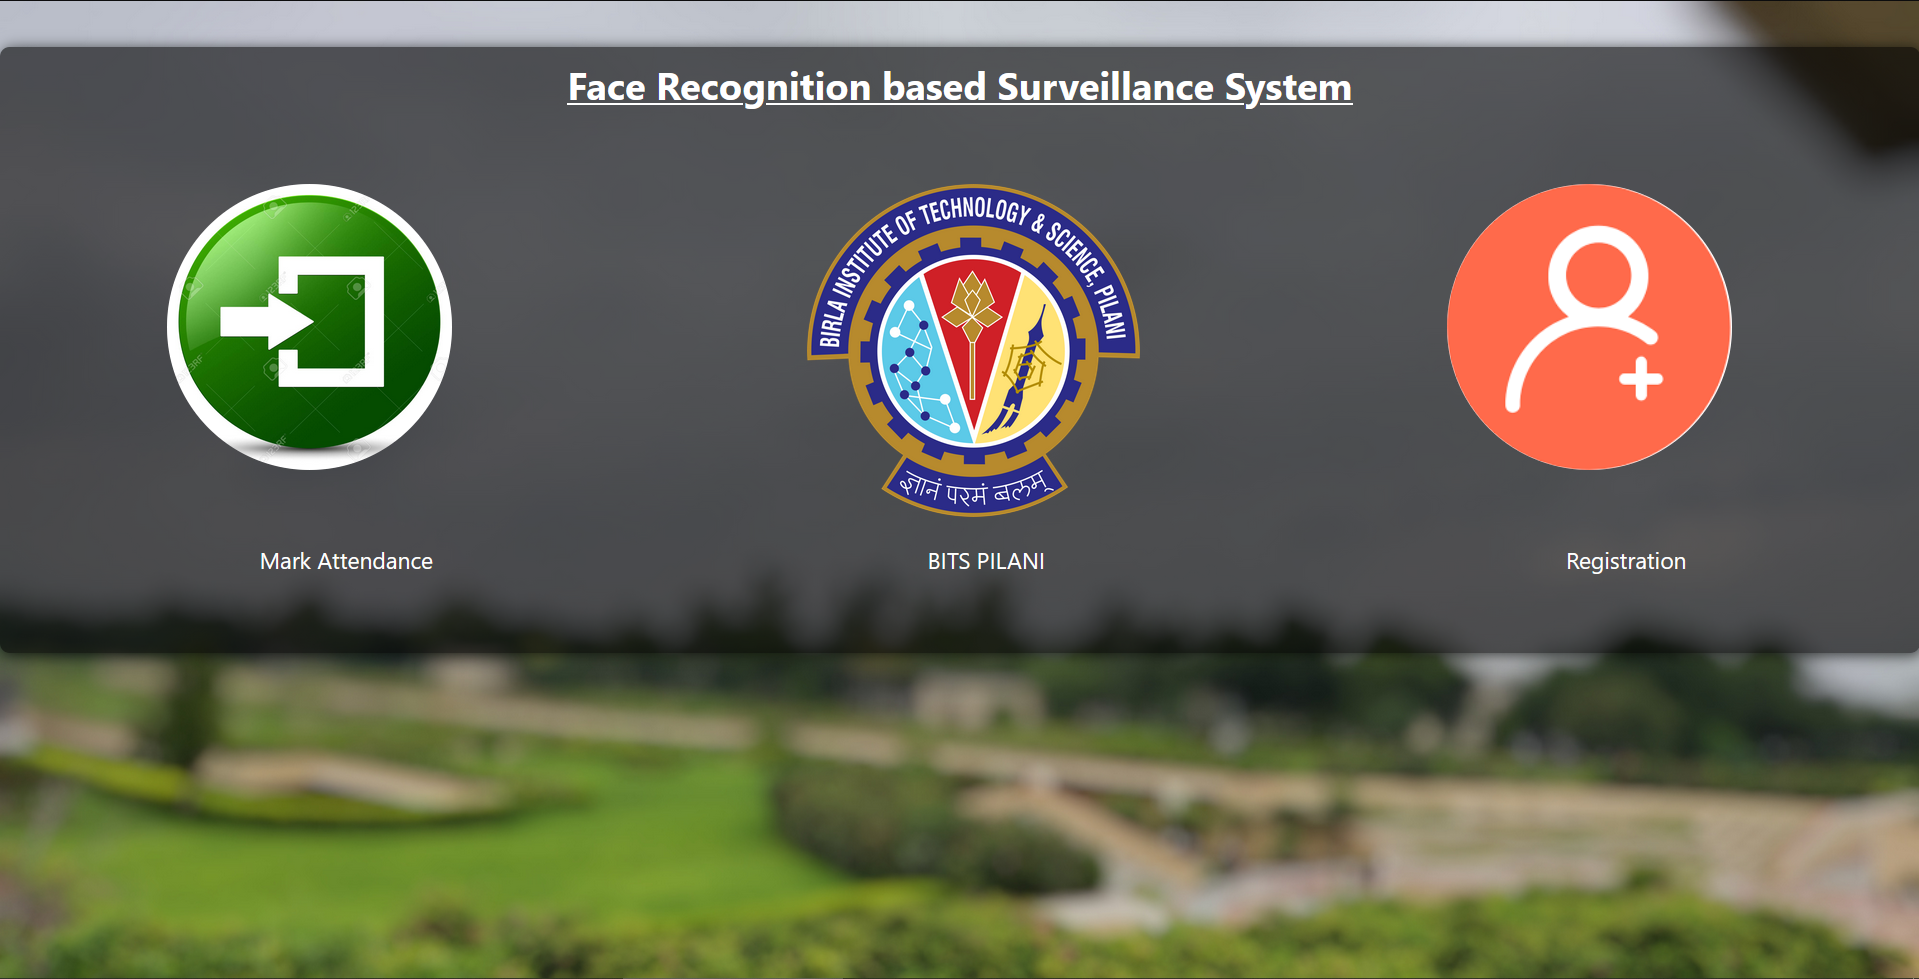 Face Recognition based Surveillance System
BIRLA INSTITUTE OF TECHNOLOGY & SCIENCE, PILANI
ज्ञानं परमं बलम्
Mark Attendance
BITS PILANI
Registration